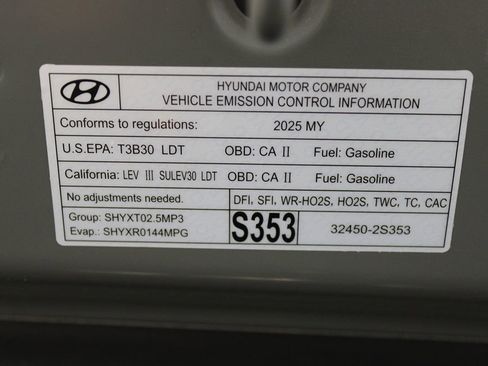 HYUNDAI MOTOR COMPANY
VEHICLE EMISSION CONTROL INFORMATION
Conforms to regulations: 2025 MY
U.S.EPA: T3B30 LDT OBD: CA II Fuel: Gasoline
California: LEV III SULEV30 LDT OBD: CA II Fuel: Gasoline
No adjustments needed. DFI, SFI, WR-HO2S, HO2S, TWC, TC, CAC
Group: SHYXT02.5MP3
Evap.: SHYXR0144MPG
S353
32450-2S353